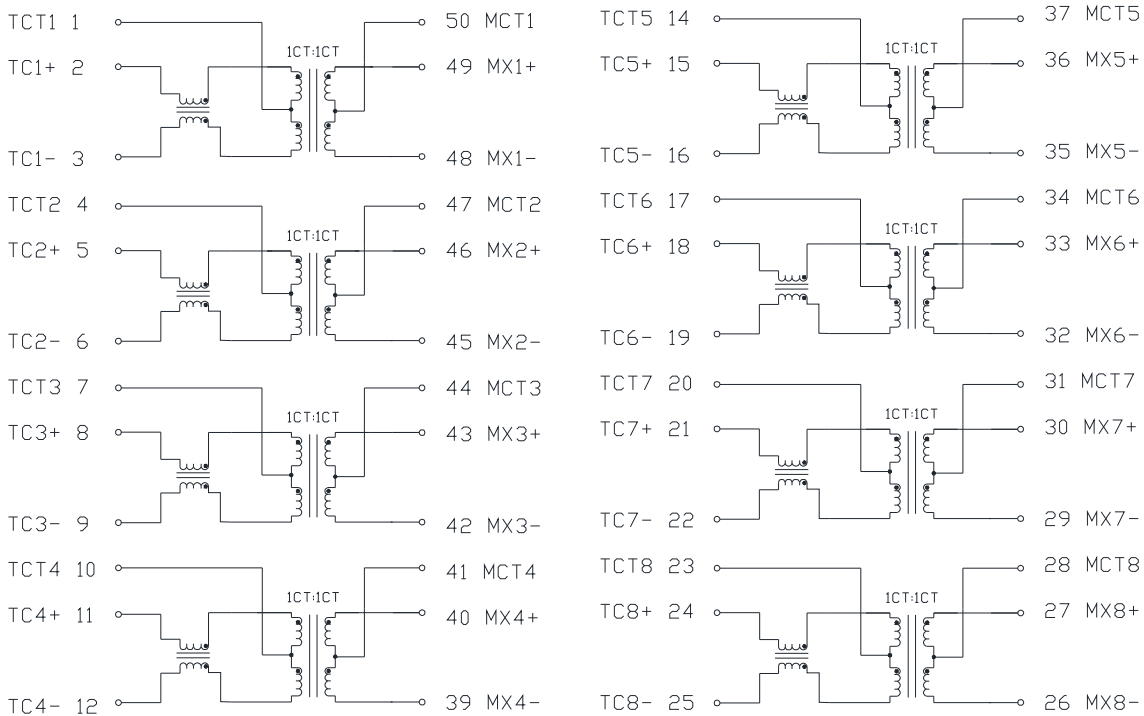 TCT1 1
50 MCT1
1CT:1CT
TC1+ 2
49 MX1+
TC1- 3
48 MX1-
TCT2 4
47 MCT2
1CT:1CT
TC2+ 5
46 MX2+
TC2- 6
45 MX2-
TCT3 7
44 MCT3
1CT:1CT
TC3+ 8
43 MX3+
TC3- 9
42 MX3-
TCT4 10
41 MCT4
1CT:1CT
TC4+ 11
40 MX4+
TC4- 12
39 MX4-
TCT5 14
37 MCT5
1CT:1CT
TC5+ 15
36 MX5+
TC5- 16
35 MX5-
TCT6 17
34 MCT6
1CT:1CT
TC6+ 18
33 MX6+
TC6- 19
32 MX6-
TCT7 20
31 MCT7
1CT:1CT
TC7+ 21
30 MX7+
TC7- 22
29 MX7-
TCT8 23
28 MCT8
1CT:1CT
TC8+ 24
27 MX8+
TC8- 25
26 MX8-